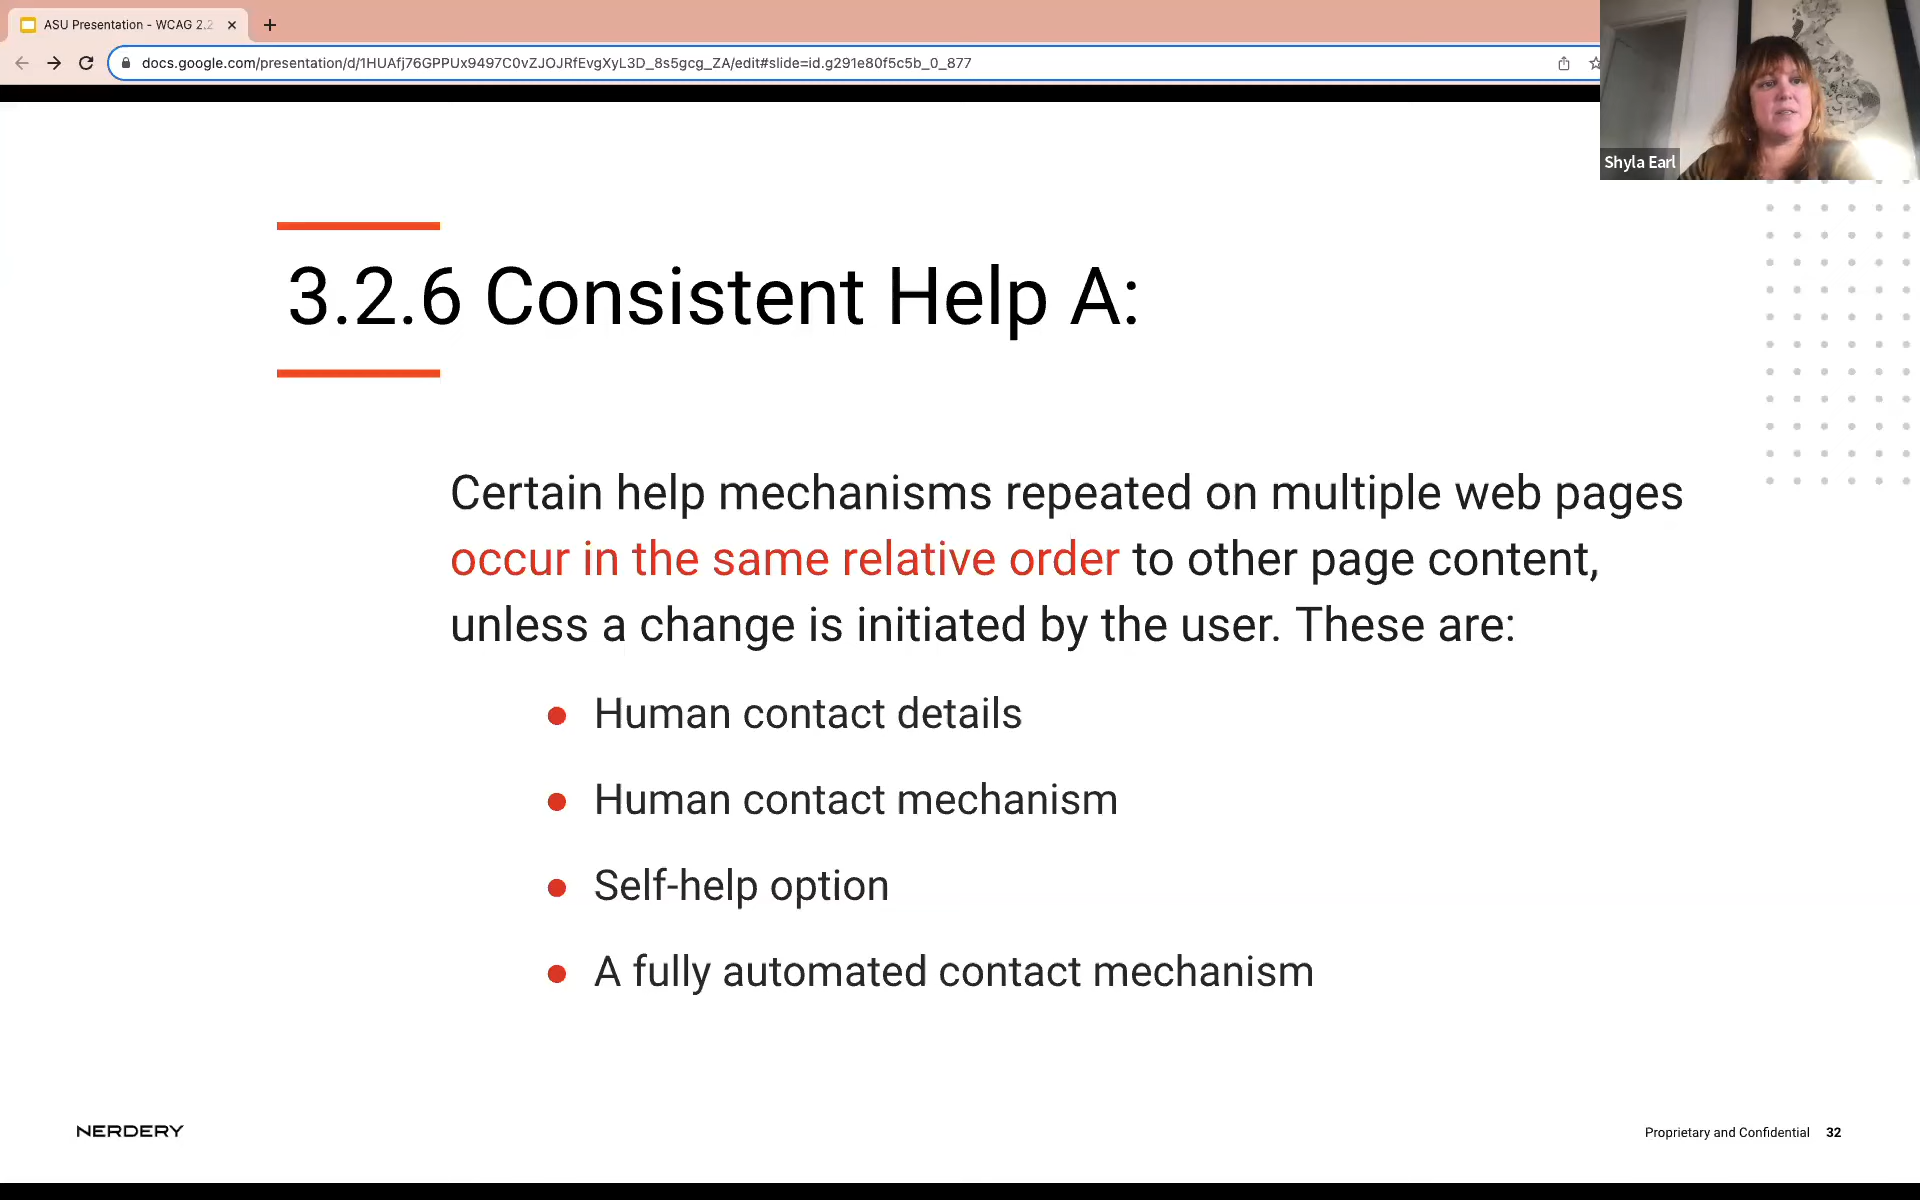 ASU Presentation - WCAG 2.2
docs.google.com/presentation/d/1HUAfj76GPPUx9497C0vZJOJRfEvgXyL3D_8s5gcg_ZA/edit#slide=id.g291e80f5c5b_0_877
Shyla Earl
3.2.6 Consistent Help A:
Certain help mechanisms repeated on multiple web pages
occur in the same relative order to other page content,
unless a change is initiated by the user. These are:
● Human contact details
● Human contact mechanism
● Self-help option
● A fully automated contact mechanism
NERDERY
Proprietary and Confidential 32